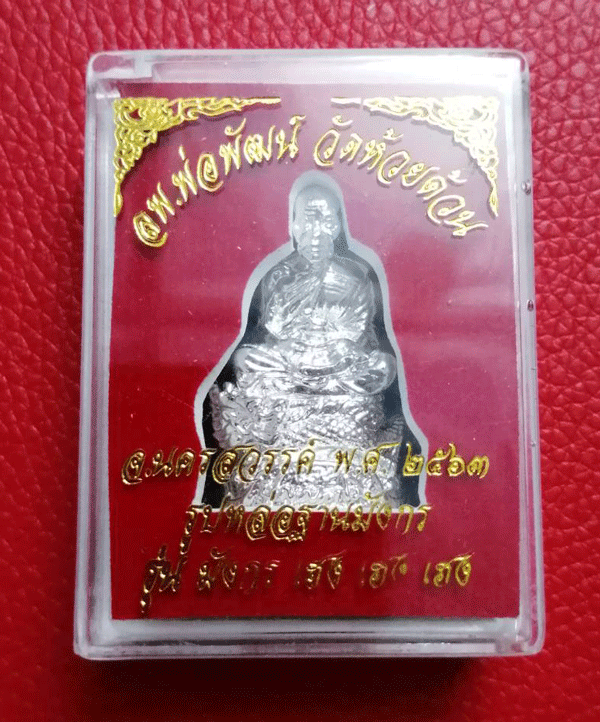 ลพ.พ่อพัฒน์ วัดห้วยด้วน
จ.นครสวรรค์ พ.ศ ๒๕๖๓
รูปหล่อฐานมังกร
รุ่น มังกร เฮง เฮง เฮง